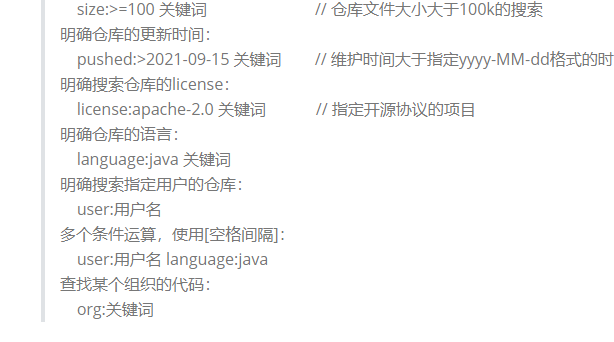 size:>=100 关键词 // 仓库文件大小大于100k的搜索
明确仓库的更新时间：
pushed:>2021-09-15 关键词 // 维护时间大于指定yyyy-MM-dd格式的时
明确搜索仓库的license：
license:apache-2.0 关键词 // 指定开源协议的项目
明确仓库的语言：
language:java 关键词
明确搜索指定用户的仓库：
user:用户名
多个条件运算，使用[空格间隔]：
user:用户名 language:java
查找某个组织的代码：
org:关键词